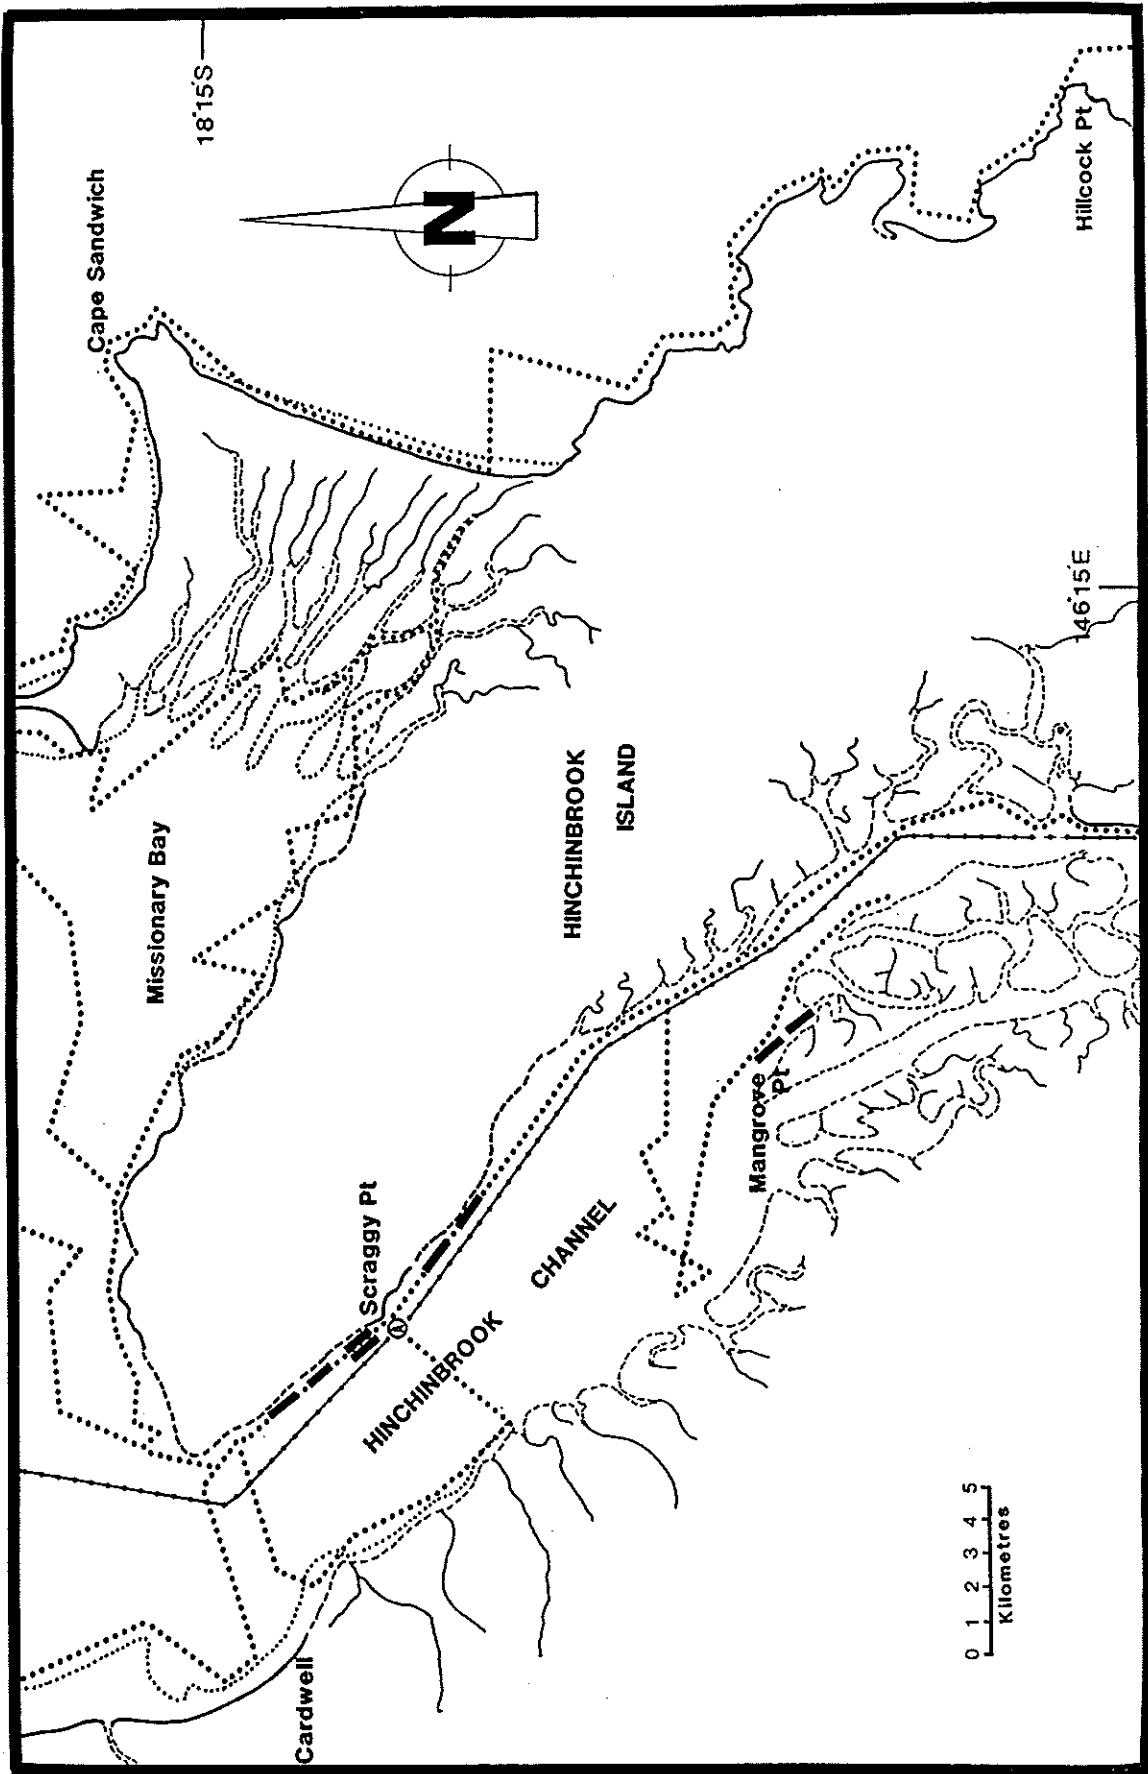 Cape Sandwich
Missionary Bay
18°15'S
Cardwell
Scraggy Pt
A
N
HINCHINBROOK CHANNEL
HINCHINBROOK
ISLAND
Mangrove
Pt
0 1 2 3 4 5
Kilometres
146°15'E
Hillcock Pt